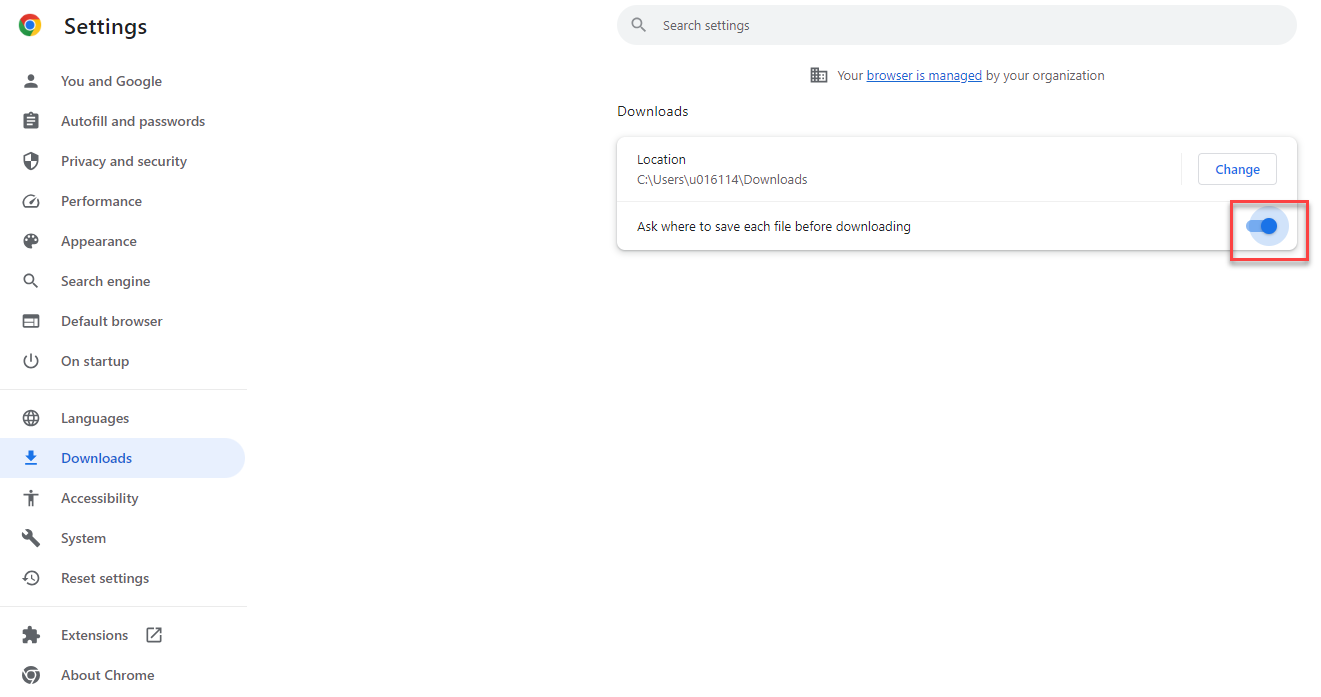 Settings
Search settings
You and Google
Autofill and passwords
Privacy and security
Performance
Appearance
Search engine
Default browser
On startup
Languages
Downloads
Accessibility
System
Reset settings
Extensions
About Chrome
Your browser is managed by your organization
Downloads
Location
C:\Users\u016114\Downloads
Change
Ask where to save each file before downloading